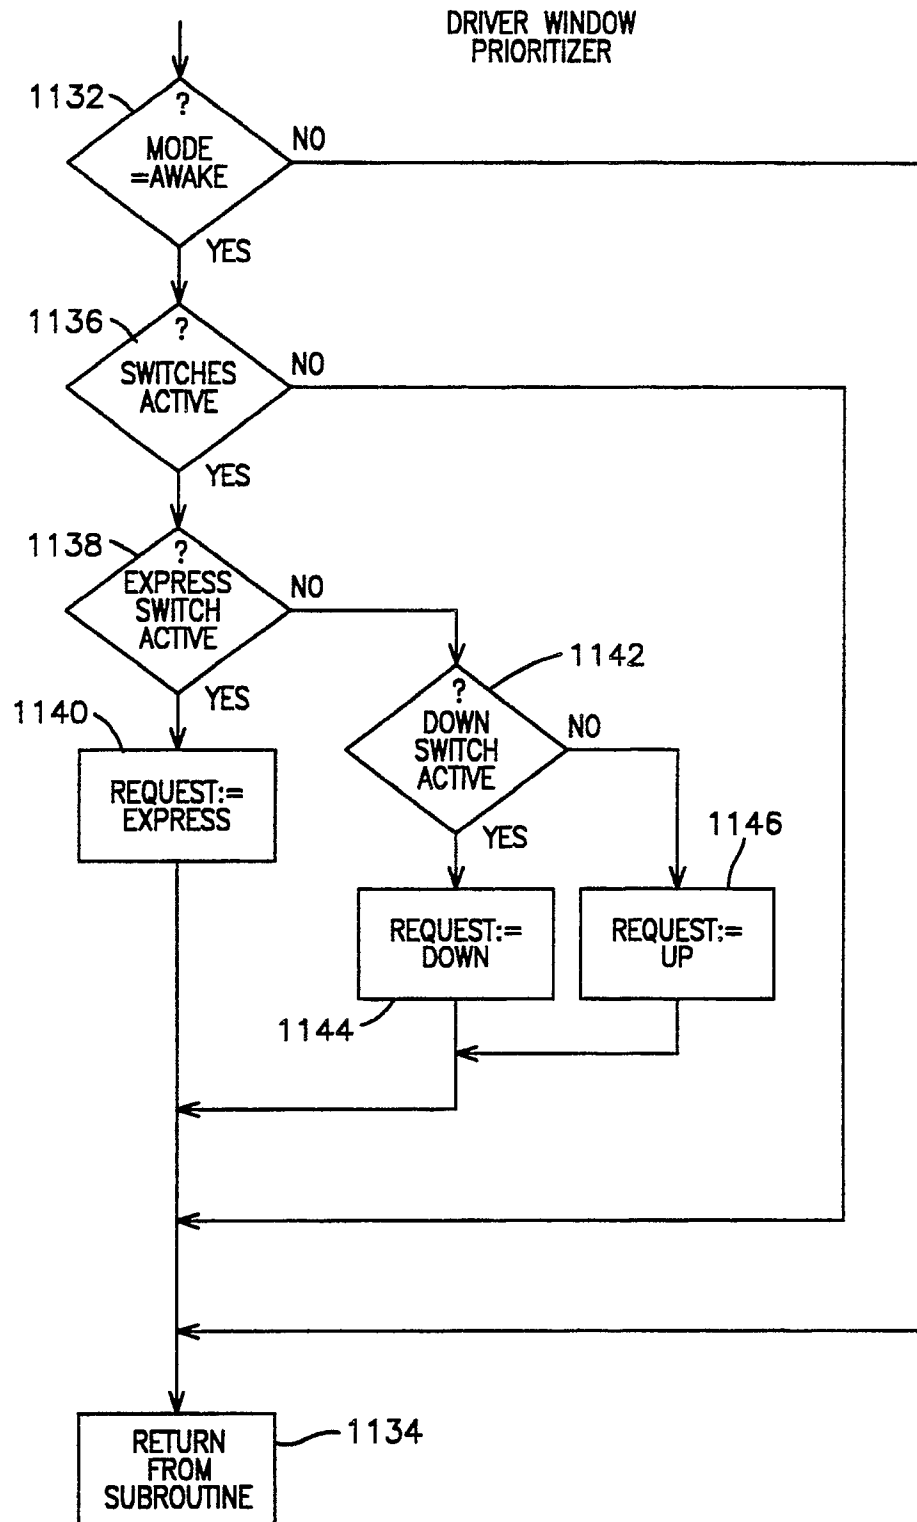 DRIVER WINDOW
PRIORITIZER
1132
?
MODE
=AWAKE
NO
YES
1136
?
SWITCHES
ACTIVE
NO
YES
1138
?
EXPRESS
SWITCH
ACTIVE
NO
YES
1140
REQUEST:=
EXPRESS
1142
?
DOWN
SWITCH
ACTIVE
NO
YES
1144
REQUEST:=
DOWN
1146
REQUEST:=
UP
1134
RETURN
FROM
SUBROUTINE